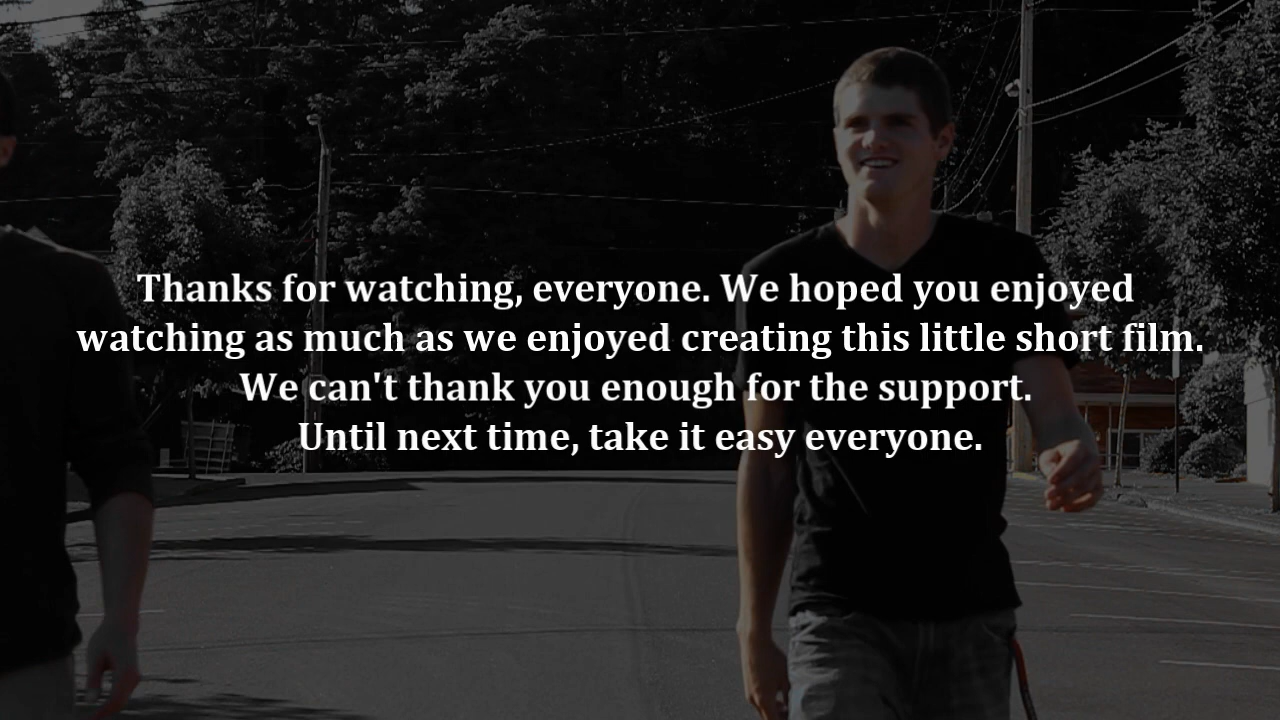 Thanks for watching, everyone. We hoped you enjoyed
watching as much as we enjoyed creating this little short film.
We can't thank you enough for the support.
Until next time, take it easy everyone.